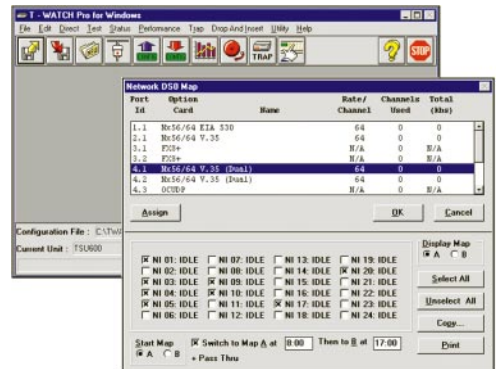 T - WATCH Pro for Windows
File Edit Direct Test Status Performance Trap Drop And Insert Utility Help
TRAP
STOP
Network DS0 Map
Port Id Option Card Name Rate/ Channel Channels Used Total (kbs)
1.1 Nx56/64 EIA 530 64 0 0
2.1 Nx56/64 V.35 64 0 0
3.1 FXS+ N/A 0 N/A
3.2 FXS+ N/A 0 N/A
4.1 Nx56/64 V.35 (Dual) 64 0 0
4.2 Nx56/64 V.35 (Dual) 64 0 0
4.3 OCUDP N/A 0 N/A
Assign OK Cancel
Configuration File : C:\TWA
Current Unit : TSU600
Display Map
A B
NI 01: IDLE NI 07: IDLE NI 13: IDLE NI 19: IDLE
NI 02: IDLE NI 08: IDLE NI 14: IDLE NI 20: IDLE
NI 03: IDLE NI 09: IDLE NI 15: IDLE NI 21: IDLE
NI 04: IDLE NI 10: IDLE NI 16: IDLE NI 22: IDLE
NI 05: IDLE NI 11: IDLE NI 17: IDLE NI 23: IDLE
NI 06: IDLE NI 12: IDLE NI 18: IDLE NI 24: IDLE
Select All
Unselect All
Copy...
Print
Start Map
A B
Switch to Map A at 8:00 Then to B at 17:00
+ Pass Thru